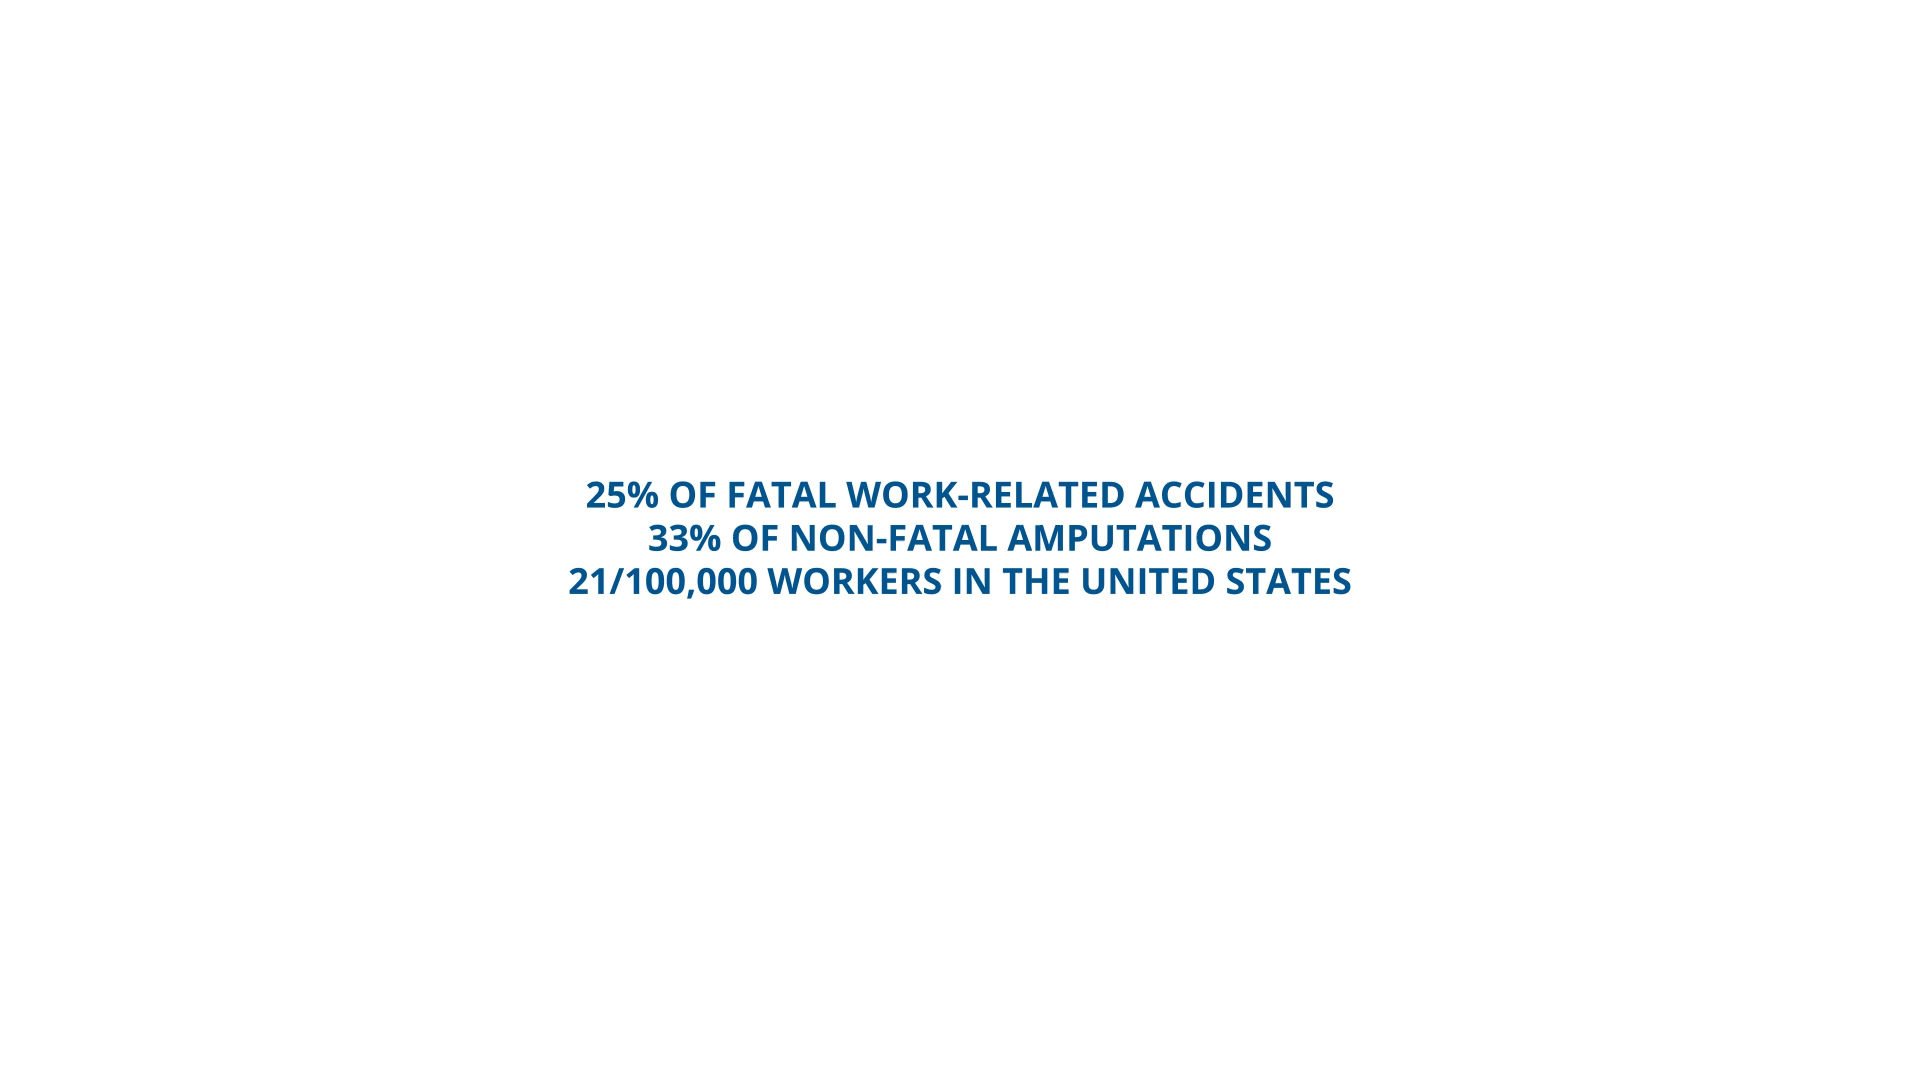 25% OF FATAL WORK-RELATED ACCIDENTS
33% OF NON-FATAL AMPUTATIONS
21/100,000 WORKERS IN THE UNITED STATES